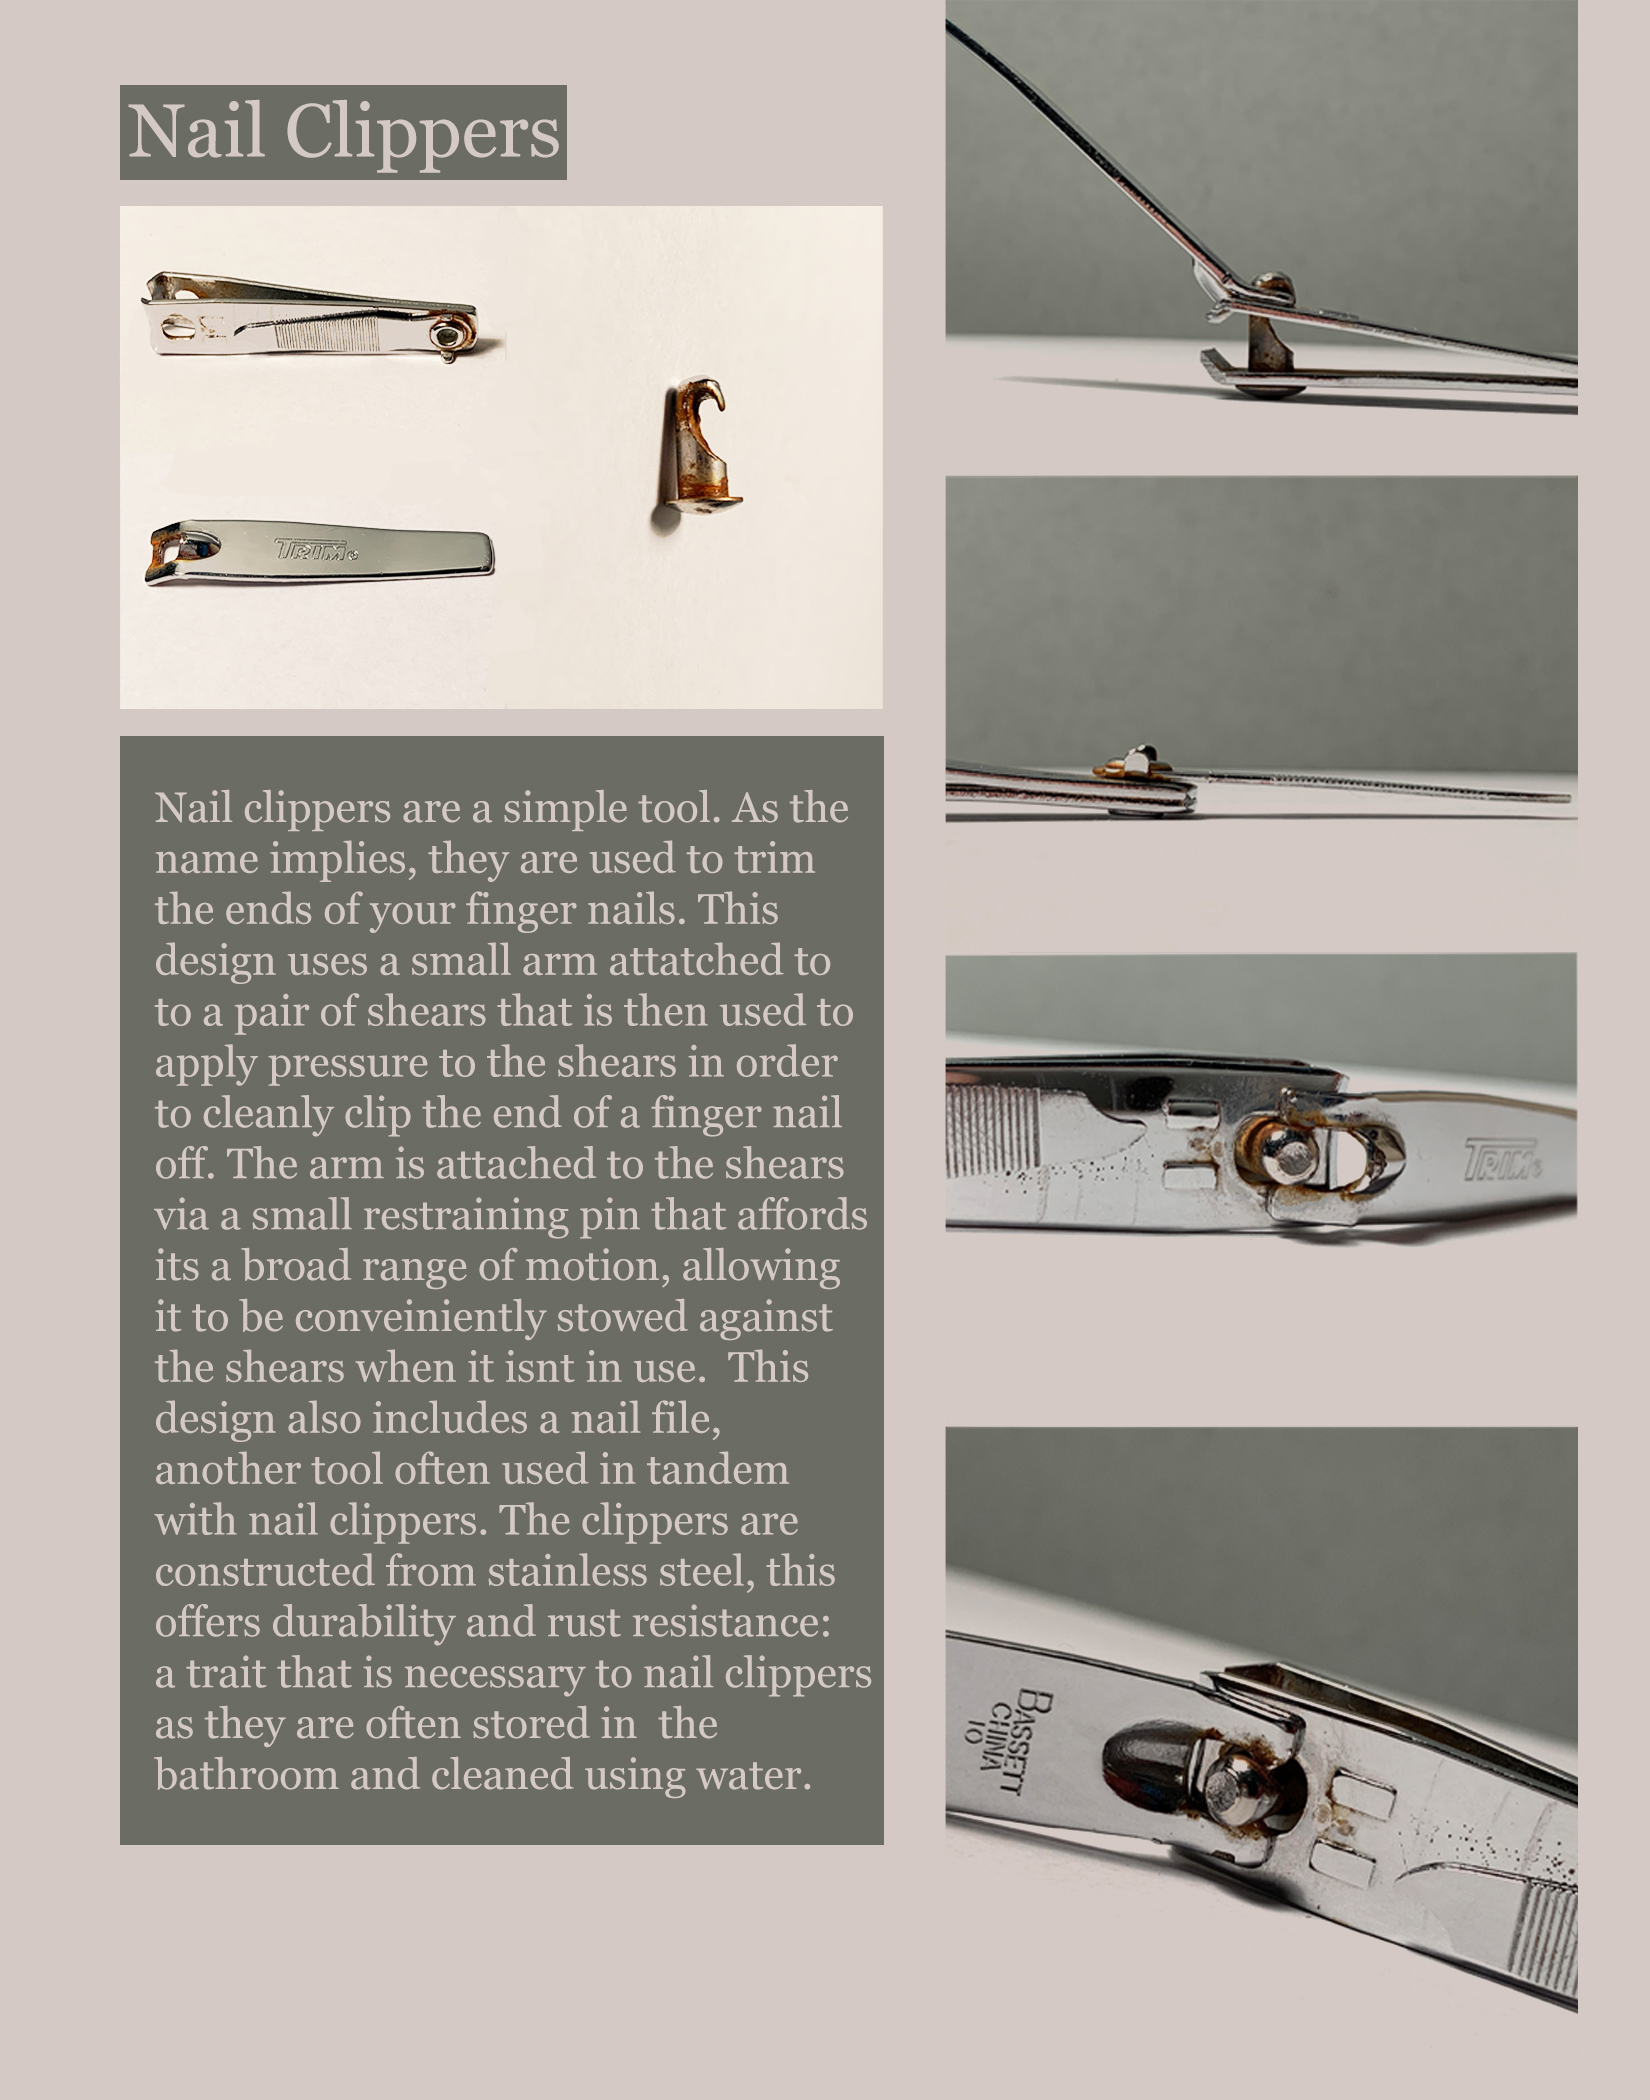 Nail Clippers
TRIM®
Nail clippers are a simple tool. As the
name implies, they are used to trim
the ends of your finger nails. This
design uses a small arm attatched to
to a pair of shears that is then used to
apply pressure to the shears in order
to cleanly clip the end of a finger nail
off. The arm is attached to the shears
via a small restraining pin that affords
its a broad range of motion, allowing
it to be conveiniently stowed against
the shears when it isnt in use.  This
design also includes a nail file,
another tool often used in tandem
with nail clippers. The clippers are
constructed from stainless steel, this
offers durability and rust resistance:
a trait that is necessary to nail clippers
as they are often stored in  the
bathroom and cleaned using water.
TRIM®
BASSETT
CHINA
10